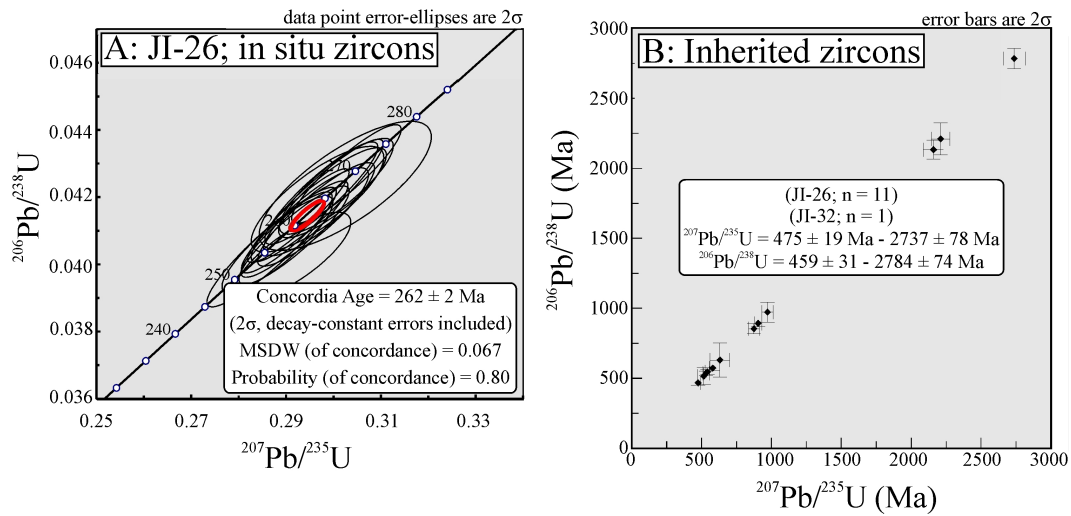 data point error-ellipses are 2σ
A: JI-26; in situ zircons
0.046
0.044
0.042
0.040
0.038
0.036
280
250
240
Concordia Age = 262 ± 2 Ma
(2σ, decay-constant errors included)
MSDW (of concordance) = 0.067
Probability (of concordance) = 0.80
0.25
0.27
0.29
0.31
0.33
206Pb/238U
207Pb/235U
error bars are 2σ
B: Inherited zircons
3000
2500
2000
1500
1000
500
0
(JI-26; n = 11)
(JI-32; n = 1)
207Pb/235U = 475 ± 19 Ma - 2737 ± 78 Ma
206Pb/238U = 459 ± 31 - 2784 ± 74 Ma
0
500
1000
1500
2000
2500
3000
206Pb/238U (Ma)
207Pb/235U (Ma)